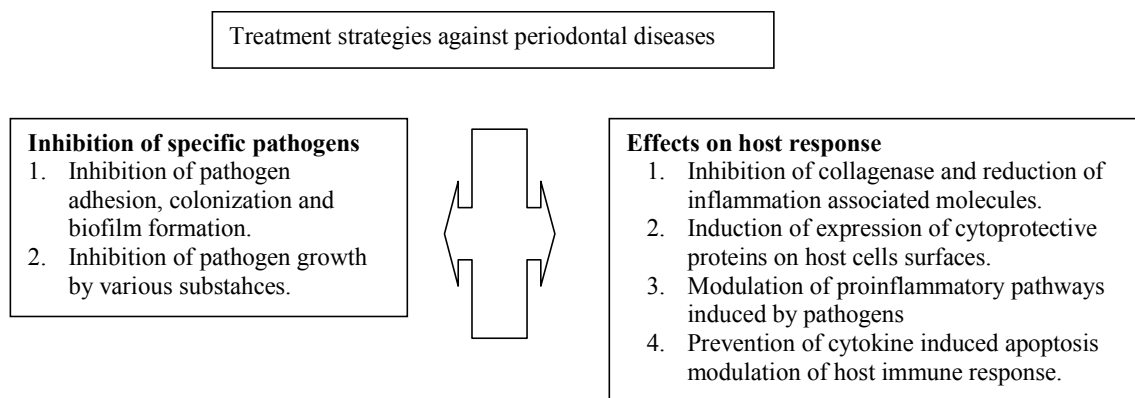 Treatment strategies against periodontal diseases
Inhibition of specific pathogens
1. Inhibition of pathogen
adhesion, colonization and
biofilm formation.
2. Inhibition of pathogen growth
by various substahces.
Effects on host response
1. Inhibition of collagenase and reduction of
inflammation associated molecules.
2. Induction of expression of cytoprotective
proteins on host cells surfaces.
3. Modulation of proinflammatory pathways
induced by pathogens
4. Prevention of cytokine induced apoptosis
modulation of host immune response.